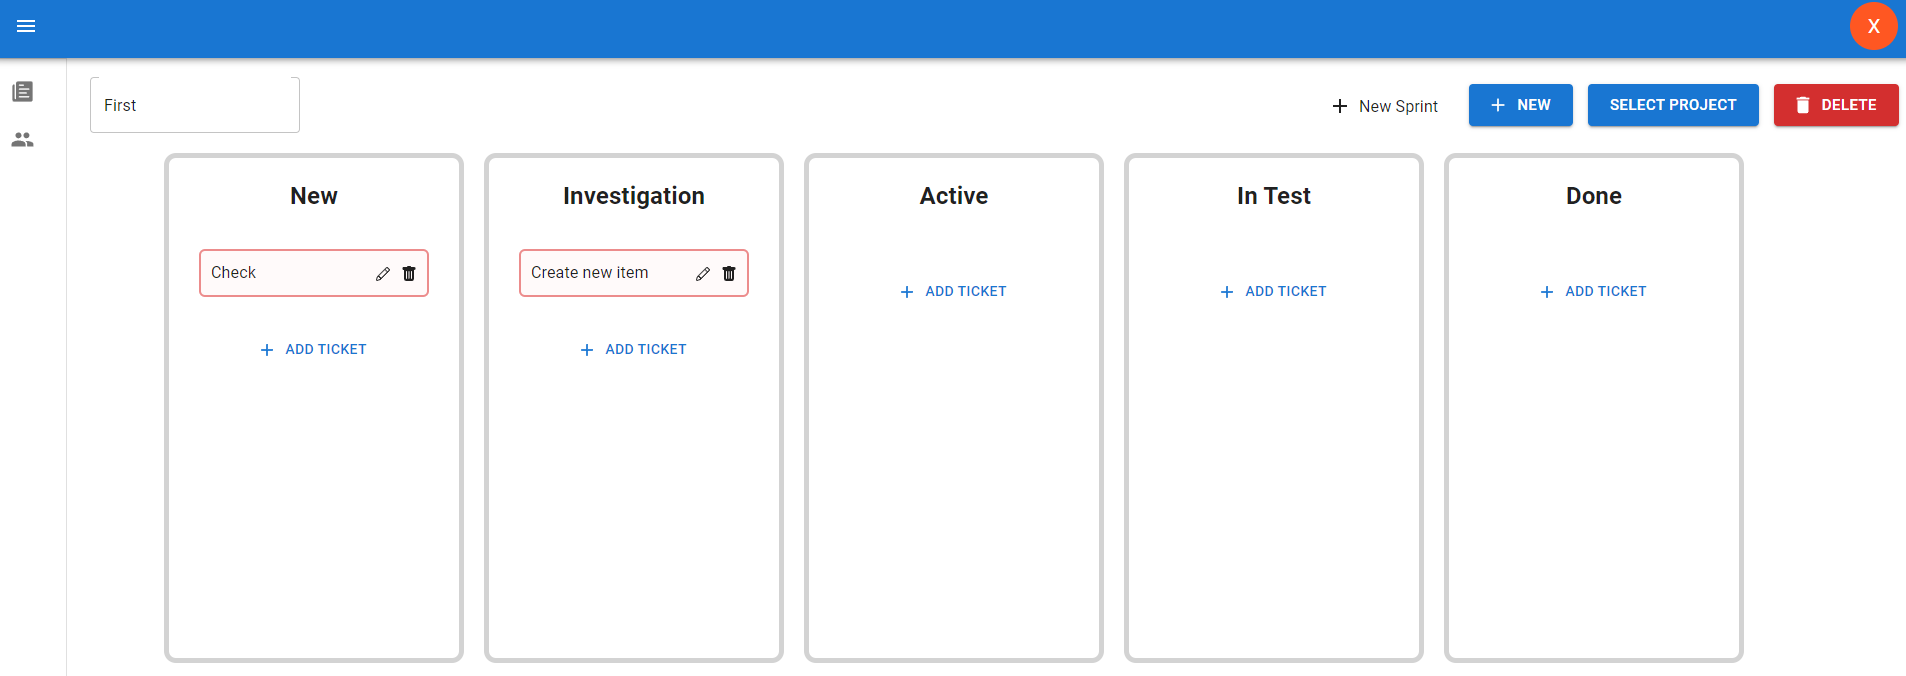 X
First
New Sprint
NEW
SELECT PROJECT
DELETE
New
Investigation
Active
In Test
Done
Check
Create new item
ADD TICKET
ADD TICKET
ADD TICKET
ADD TICKET
ADD TICKET